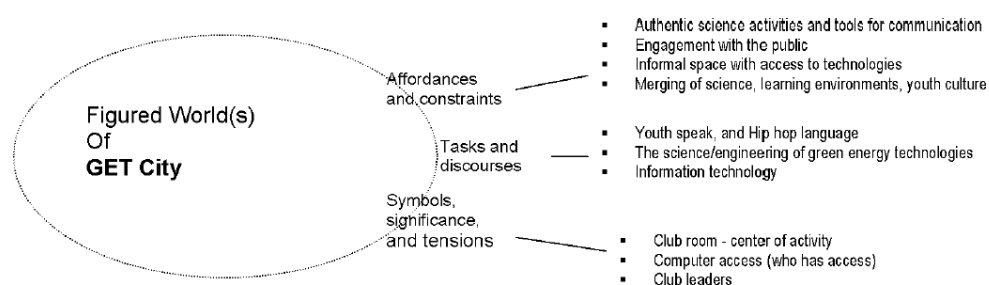 Figured World(s)
Of
GET City
Affordances
and constraints
▪ Authentic science activities and tools for communication
▪ Engagement with the public
▪ Informal space with access to technologies
▪ Merging of science, learning environments, youth culture
Tasks and
discourses
▪ Youth speak, and Hip hop language
▪ The science/engineering of green energy technologies
▪ Information technology
Symbols,
significance,
and tensions
▪ Club room - center of activity
▪ Computer access (who has access)
▪ Club leaders